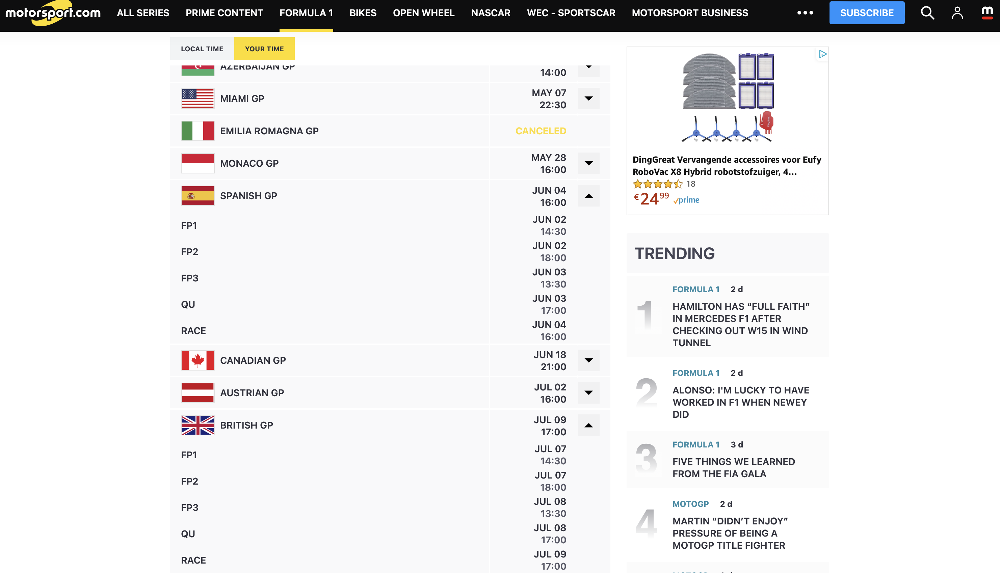 motorsport.com ALL SERIES PRIME CONTENT FORMULA 1 BIKES OPEN WHEEL NASCAR WEC - SPORTSCAR MOTORSPORT BUSINESS ••• SUBSCRIBE m
LOCAL TIME YOUR TIME
AZERBAIJAN GP
14:00
MIAMI GP
MAY 07
22:30
EMILIA ROMAGNA GP
CANCELED
MONACO GP
MAY 28
16:00
SPANISH GP
JUN 04
16:00
FP1
JUN 02
14:30
FP2
JUN 02
18:00
FP3
JUN 03
13:30
QU
JUN 03
17:00
RACE
JUN 04
16:00
CANADIAN GP
JUN 18
21:00
AUSTRIAN GP
JUL 02
16:00
BRITISH GP
JUL 09
17:00
FP1
JUL 07
14:30
FP2
JUL 07
18:00
FP3
JUL 08
13:30
QU
JUL 08
17:00
RACE
JUL 09
17:00
DingGreat
DingGreat Vervangende accessoires voor Eufy
RoboVac X8 Hybrid robotstofzuiger, 4...
18
€2499 prime
TRENDING
1
FORMULA 1 2 d
HAMILTON HAS “FULL FAITH”
IN MERCEDES F1 AFTER
CHECKING OUT W15 IN WIND
TUNNEL
2
FORMULA 1 2 d
ALONSO: I'M LUCKY TO HAVE
WORKED IN F1 WHEN NEWEY
DID
3
FORMULA 1 3 d
FIVE THINGS WE LEARNED
FROM THE FIA GALA
4
MOTOGP 2 d
MARTIN “DIDN’T ENJOY”
PRESSURE OF BEING A
MOTOGP TITLE FIGHTER